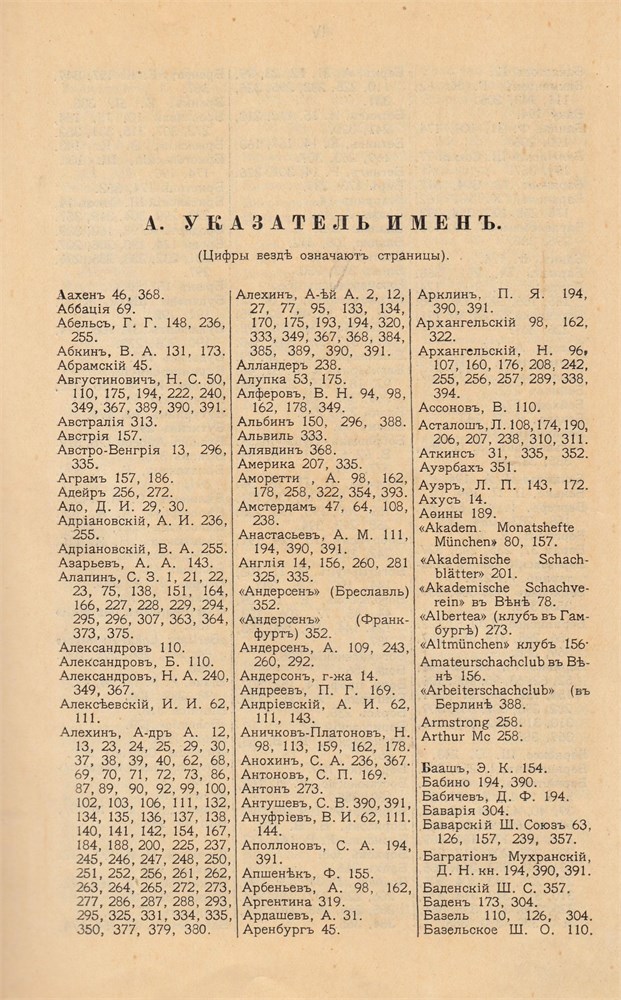 А. УКАЗАТЕЛЬ ИМЕНЪ.
(Цифры вездѣ означаютъ страницы).
Аахенъ 46, 368.
Аббація 69.
Абельсъ, Г. Г. 148, 236,
255.
Абкинъ, В. А. 131, 173.
Абрамскій 45.
Августиновичъ, Н. С. 50,
110, 175, 194, 222, 240,
349, 367, 389, 390, 391.
Австралія 313.
Австрія 157.
Австро-Венгрія 13, 296,
335.
Аграмъ 157, 186.
Адейръ 256, 272.
Адо, Д. И. 29, 30.
Адріановскій, А. И. 236,
255.
Адріановскій, В. А. 255.
Азарьевъ, А. А. 143.
Алапинъ, С. З. 1, 21, 22,
23, 75, 138, 151, 164,
166, 227, 228, 229, 294,
295, 296, 307, 363, 364,
373, 375.
Александровъ 110.
Александровъ, Б. 110.
Александровъ, Н. А. 240,
349, 367.
Алексѣевскій, И. И. 62,
111.
Алехинъ, А-дръ А. 12,
13, 23, 24, 25, 29, 30,
37, 38, 39, 40, 62, 68,
69, 70, 71, 72, 73, 86,
87, 89, 90, 92, 99, 100,
102, 103, 106, 111, 132,
134, 135, 136, 137, 138,
140, 141, 142, 154, 167,
184, 188, 200, 225, 237,
245, 246, 247, 248, 250,
251, 252, 256, 261, 262,
263, 264, 265, 272, 273,
277, 286, 287, 288, 293,
295, 325, 331, 334, 335,
350, 377, 379, 380.
Алехинъ, А-ѣй А. 2, 12,
27, 77, 95, 133, 134,
170, 175, 193, 194, 320,
333, 349, 367, 368, 384,
385, 389, 390, 391.
Алландеръ 238.
Алупка 53, 175.
Алферовъ, В. Н. 94, 98,
162, 178, 349.
Альбинъ 150, 296, 388.
Альвиль 333.
Алявдинъ 368.
Америка 207, 335.
Аморетти, А. 98, 162,
178, 258, 322, 354, 393.
Амстердамъ 47, 64, 108,
238.
Анастасьевъ, А. М. 111,
194, 390, 391.
Англія 14, 156, 260, 281
325, 335.
«Андерсенъ» (Бреславль)
352.
«Андерсенъ» (Франк-
фуртъ) 352.
Андерсенъ, А. 109, 243,
260, 292.
Андерсонъ, г-жа 14.
Андреевъ, П. Г. 169.
Андріевскій, А. И. 62,
111, 143.
Аничковъ-Платоновъ, Н.
98, 113, 159, 162, 178.
Анохинъ, С. А. 236, 367.
Антоновъ, С. П. 169.
Антонъ 273.
Антушевъ, С. В. 390, 391,
Ануфріевъ, В. И. 62, 111.
144.
Аполлоновъ, С. А. 194,
391.
Апшенѣкъ, Ф. 155.
Арбеньевъ, А. 98, 162,
Аргентина 319.
Ардашевъ, А. 31.
Аренбургъ 45.
Арклинъ, П. Я. 194,
390, 391.
Архангельскій 98, 162,
322.
Архангельскій, Н. 96,
107, 160, 176, 208, 242,
255, 256, 257, 289, 338,
394.
Ассоновъ, В. 110.
Асталошъ, Л. 108, 174, 190,
206, 207, 238, 310, 311.
Аткинсъ 31, 335, 352.
Ауэрбахъ 351.
Ауэръ, Л. П. 143, 172.
Ахусъ 14.
Аѳины 189.
«Akadem. Monatshefte
München» 80, 157.
«Akademische Schach-
blätter» 201.
«Akademische Schachve-
rein» въ Вѣнѣ 78.
«Albertea» (клубъ въ Гам-
бургѣ) 273.
«Altmünchen» клубъ 156.
Amateurschachclub въ Вѣ-
нѣ 156.
«Arbeiterschachclub» (въ
Берлинѣ 388.
Armstrong 258.
Arthur Mc 258.
Баашъ, Э. К. 154.
Бабино 194, 390.
Бабичевъ, Д. Ф. 194.
Баварія 304.
Баварскій Ш. Союзъ 63,
126, 157, 239, 357.
Багратіонъ Мухранскій,
Д. Н. кн. 194, 390, 391.
Баденскій Ш. С. 357.
Баденъ 173, 304.
Базель 110, 126, 304.
Базельское Ш. О. 110.